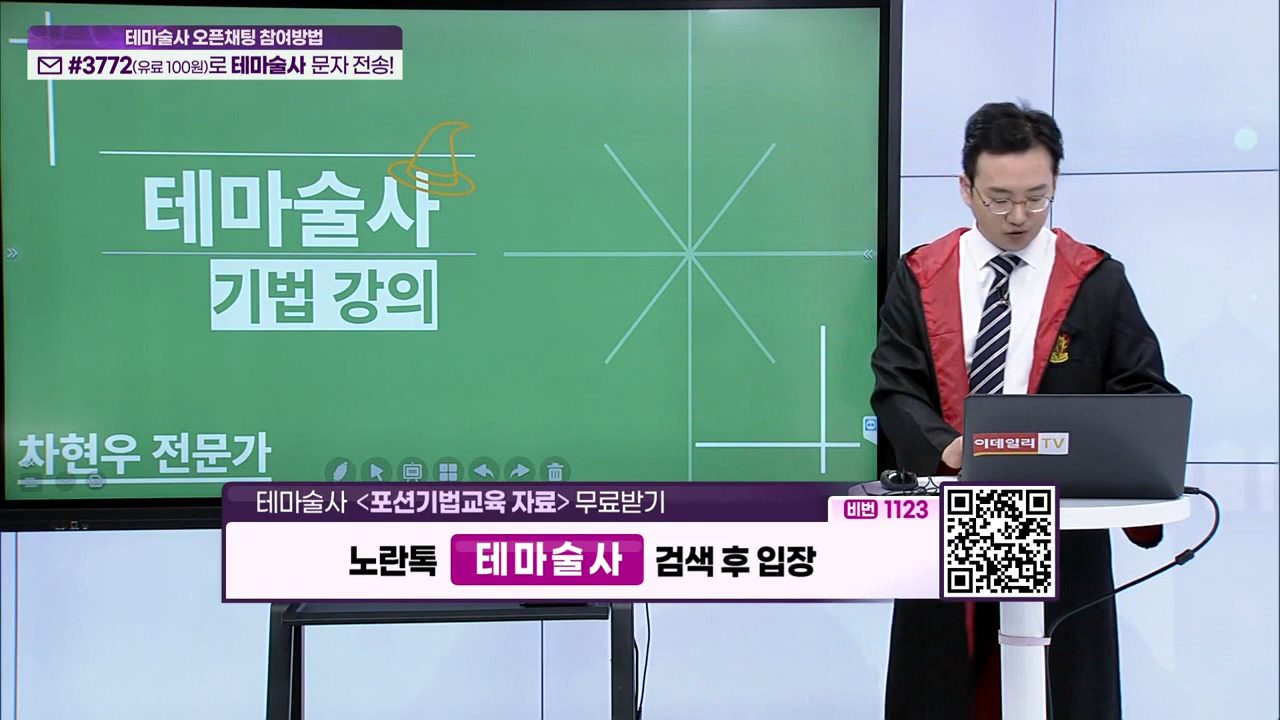 테마술사 오픈채팅 참여방법
#3772(유료 100원)로 테마술사 문자 전송!
테마술사
기법 강의
차현우 전문가
이데일리TV
테마술사 <포션기법교육 자료> 무료받기
비번 1123
노란톡 테마술사 검색 후 입장